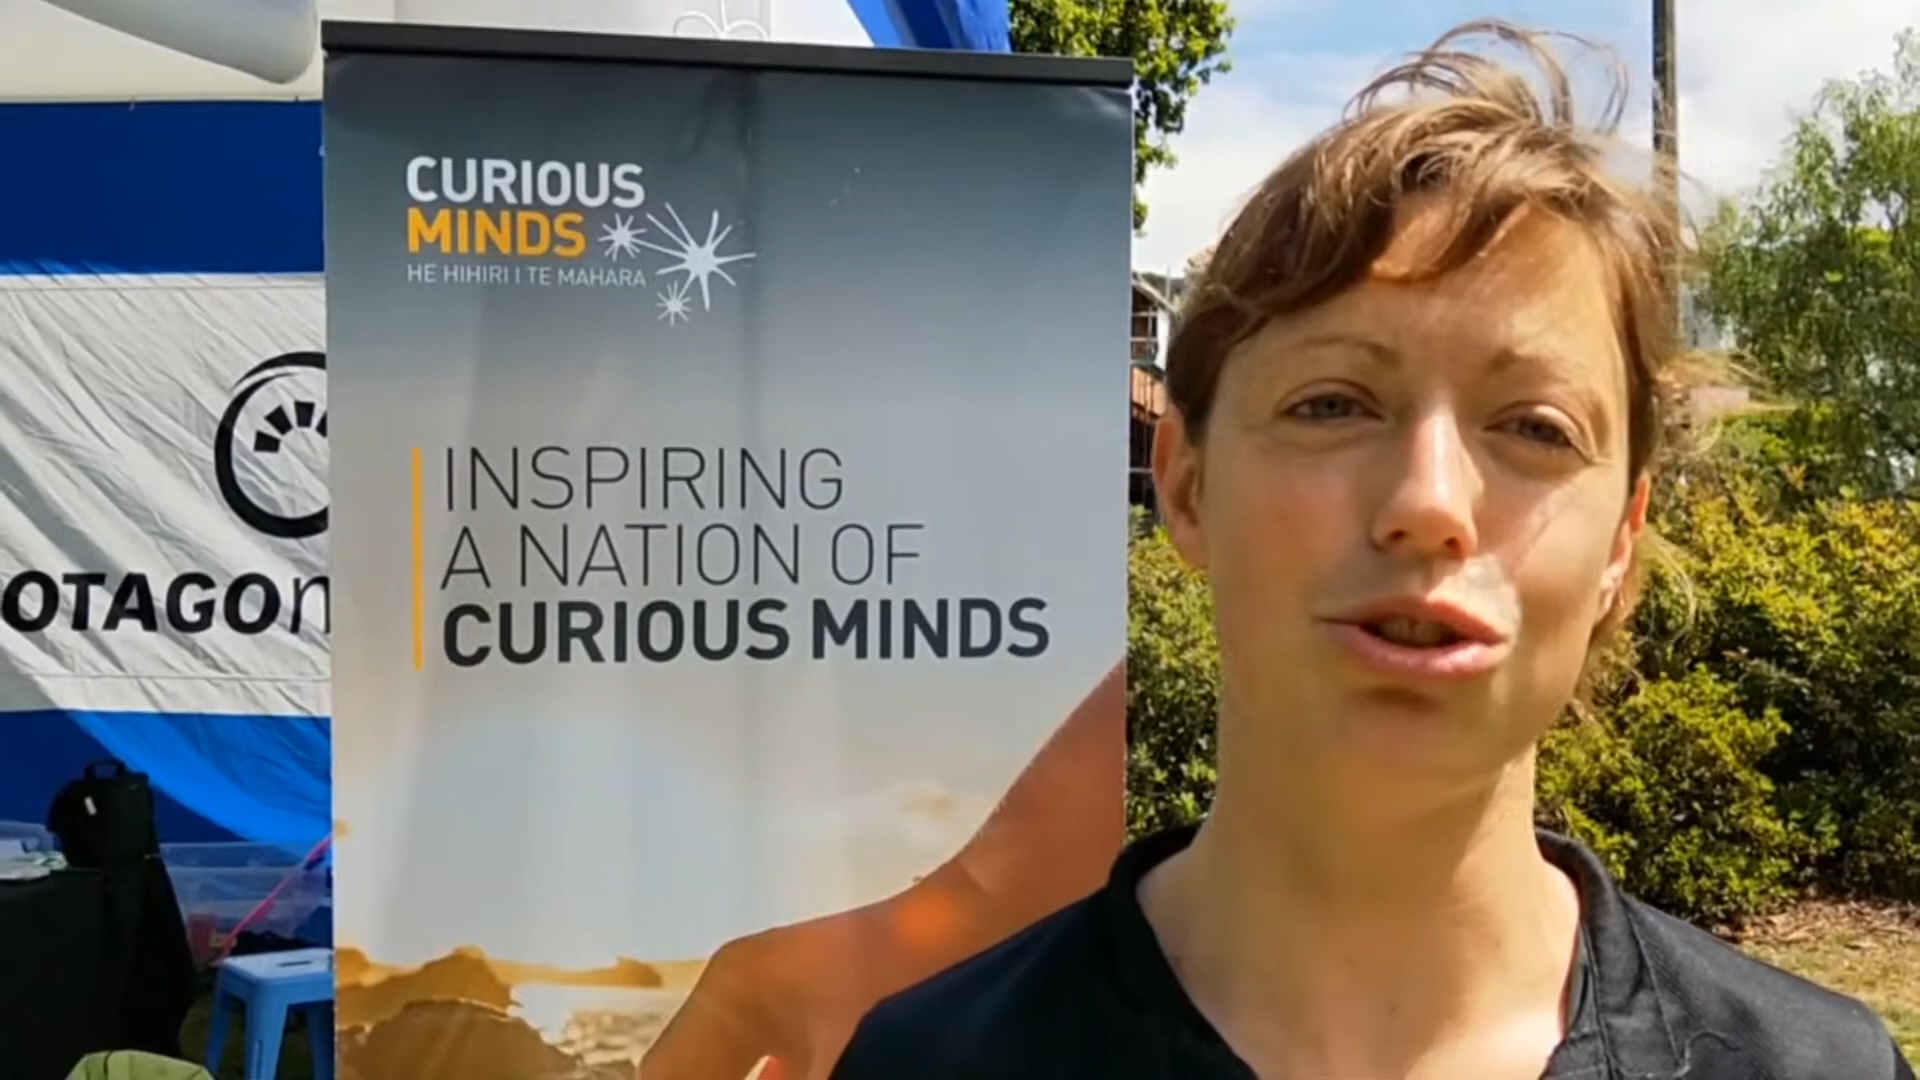 CURIOUS
MINDS
HE HIHIRI I TE MAHARA
INSPIRING
A NATION OF
CURIOUS MINDS
OTAGO